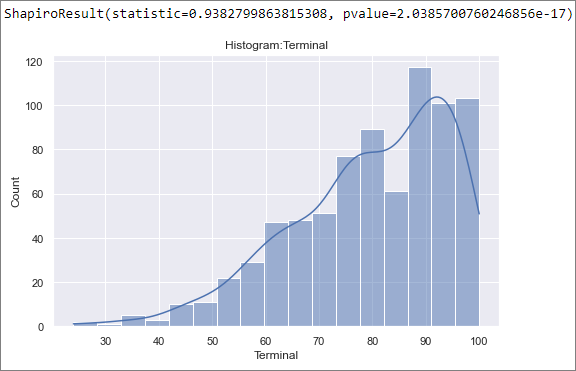 ShapiroResult(statistic=0.9382799863815308, pvalue=2.0385700760246856e-17)
Histogram:Terminal
120
100
80
60
40
20
0
Count
30 40 50 60 70 80 90 100
Terminal